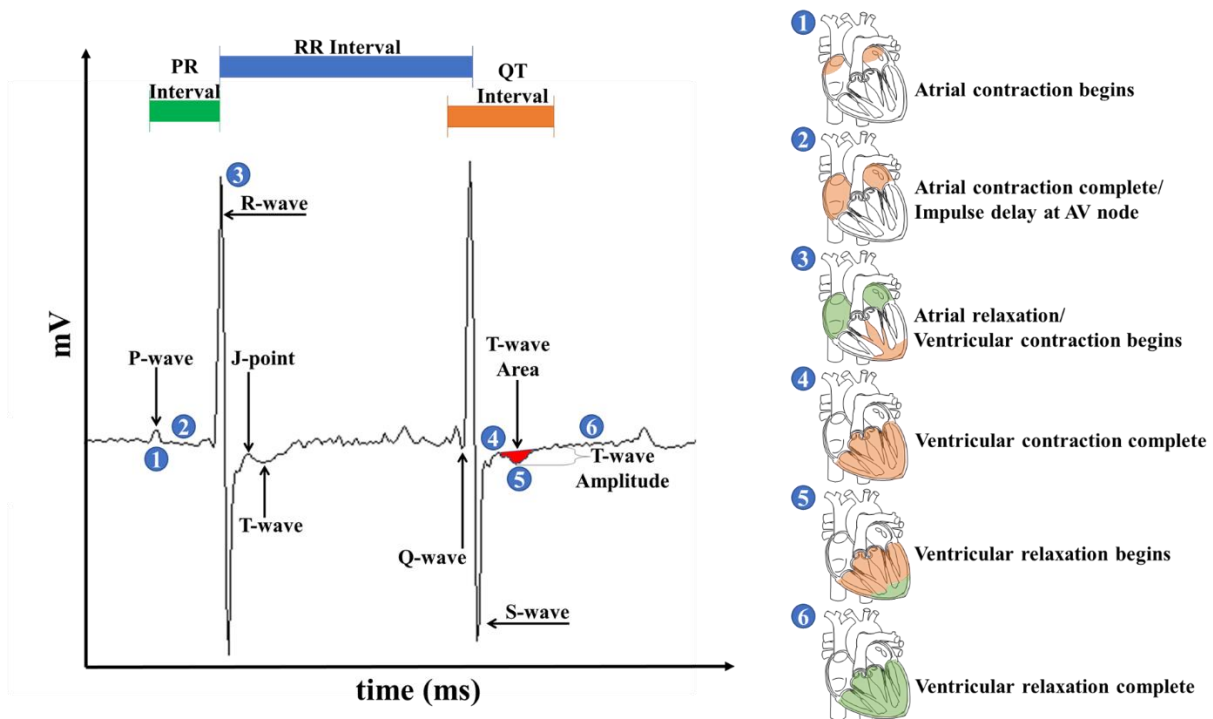 RR Interval
PR
Interval
QT
Interval
3
R-wave
mV
P-wave
J-point
T-wave
Area
2
1
4
6
5
T-wave
Amplitude
T-wave
Q-wave
S-wave
time (ms)
1
Atrial contraction begins
2
Atrial contraction complete/
Impulse delay at AV node
3
Atrial relaxation/
Ventricular contraction begins
4
Ventricular contraction complete
5
Ventricular relaxation begins
6
Ventricular relaxation complete